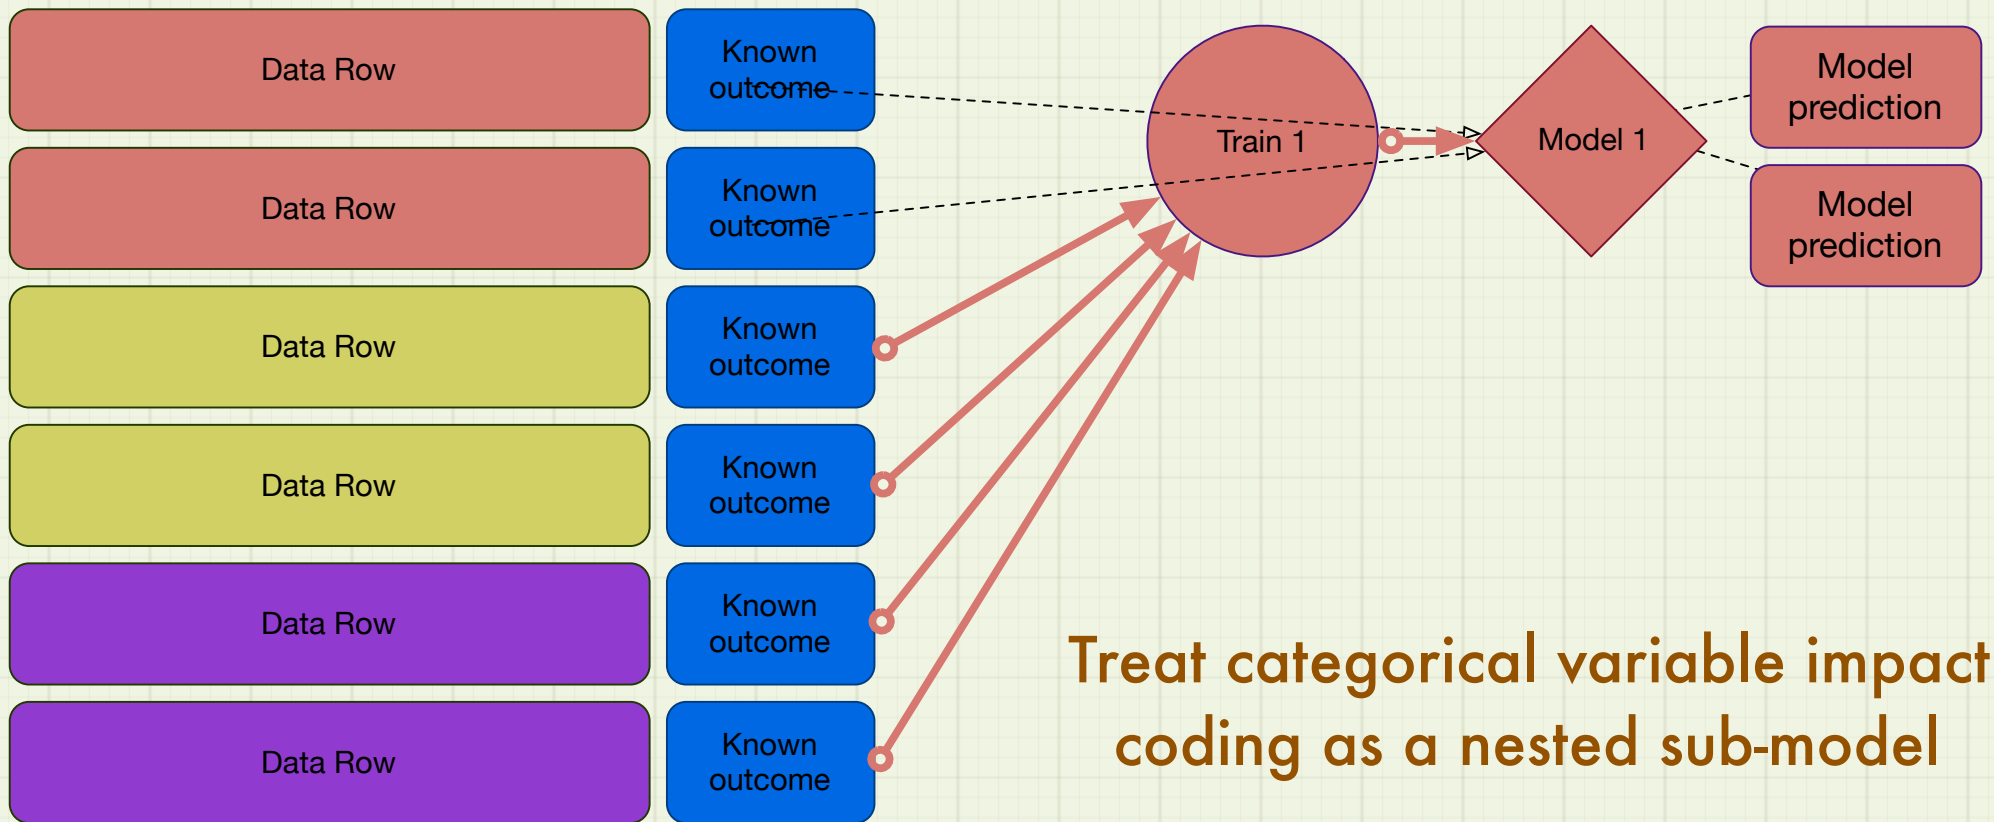 Data Row
Known
outcome
Train 1
Model 1
Model
prediction
Data Row
Known
outcome
Model
prediction
Data Row
Known
outcome
Data Row
Known
outcome
Data Row
Known
outcome
Data Row
Known
outcome
Treat categorical variable impact
coding as a nested sub-model